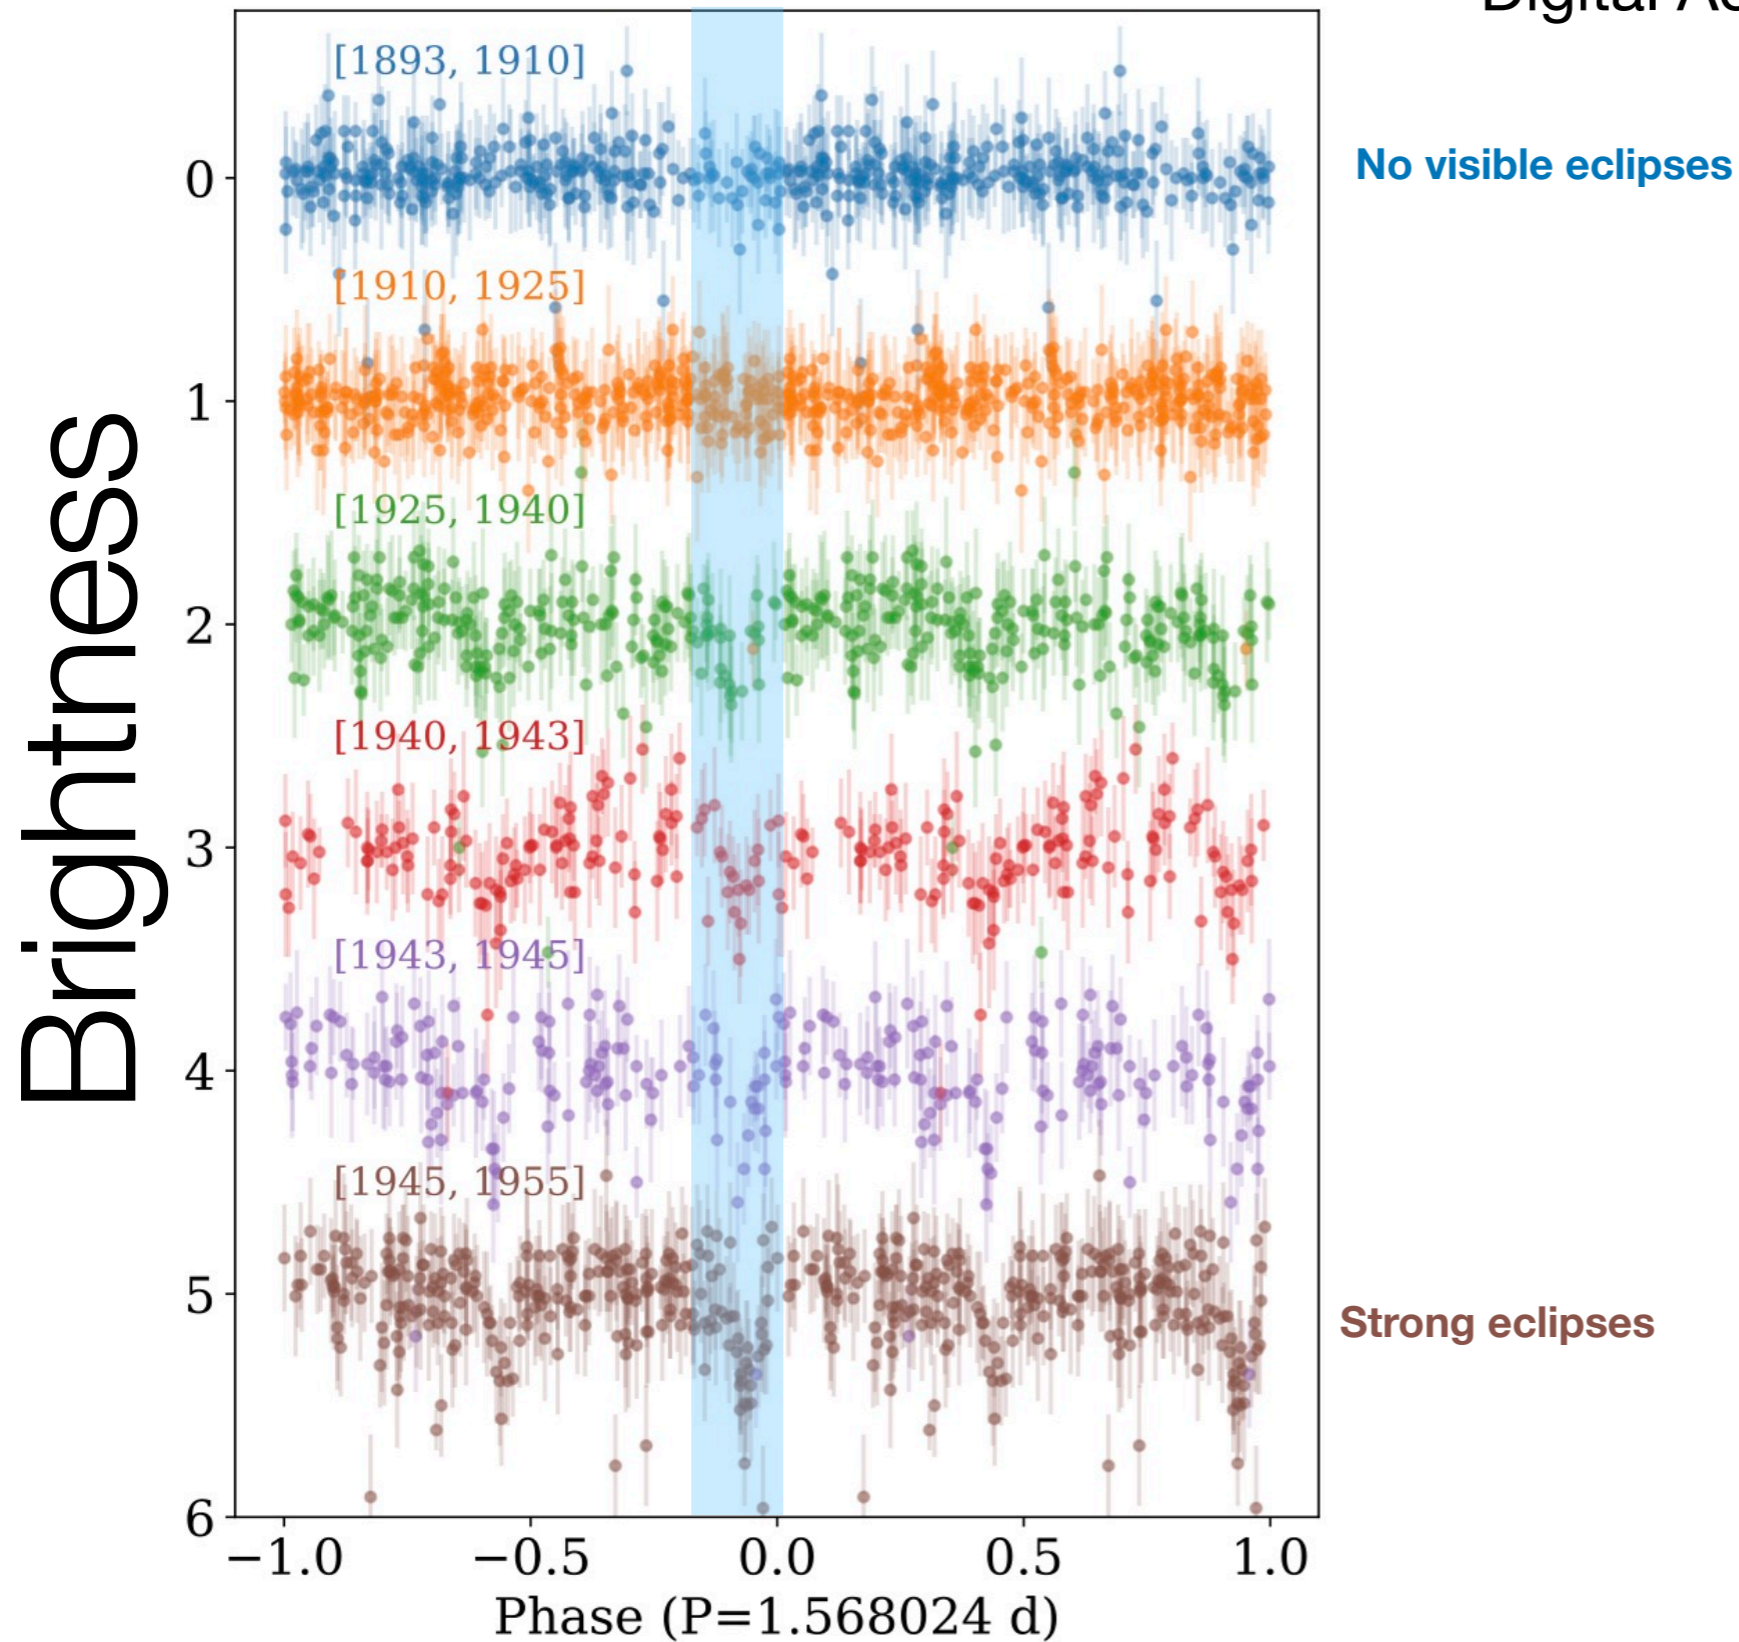 Digital
[1893, 1910]
No visible eclipses
0
[1910, 1925]
1
[1925, 1940]
2
[1940, 1943]
3
[1943, 1945]
4
[1945, 1955]
5
Strong eclipses
6
Brightness
−1.0 −0.5 0.0 0.5 1.0
Phase (P=1.568024 d)